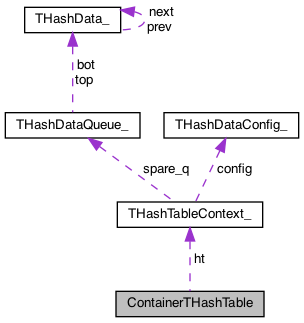 THashData_
next
prev
bot
top
THashDataQueue_
THashDataConfig_
spare_q
config
THashTableContext_
ht
ContainerTHashTable